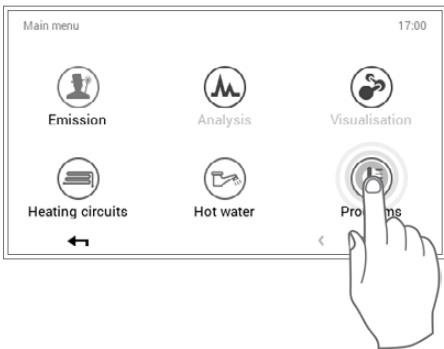 Main menu 17:00
Emission Analysis Visualisation
Heating circuits Hot water